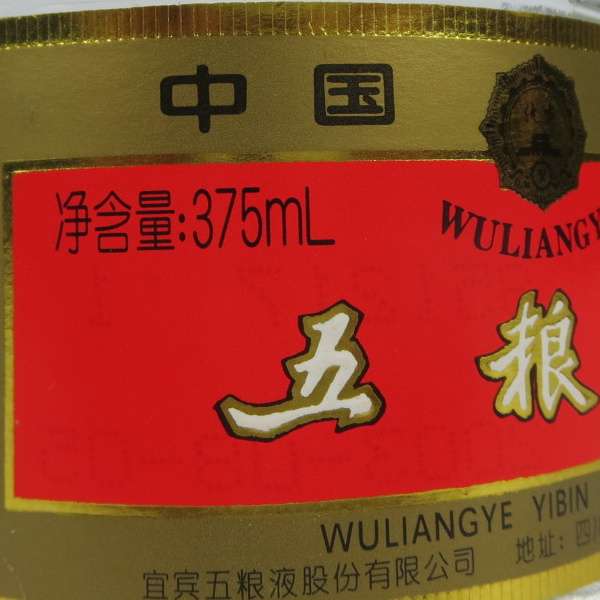 中国
净含量:375mL
WULIANGY
五粮
WULIANGYE YIBIN
宜宾五粮液股份有限公司
地址: 四川